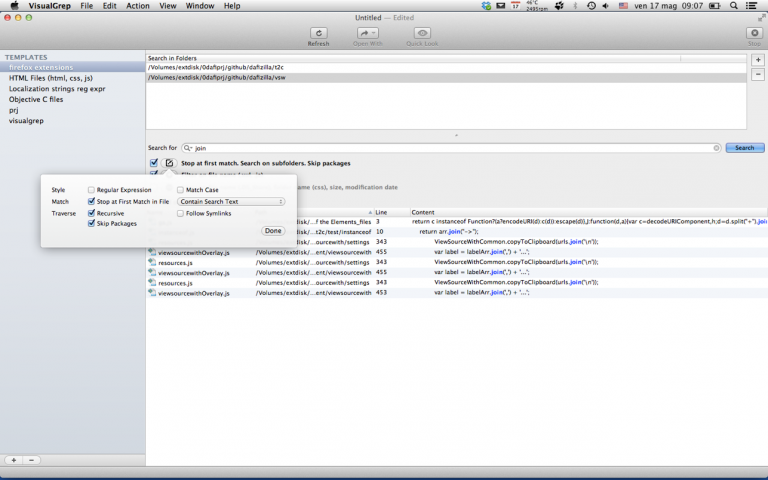 VisualGrep File Edit Action View Window Help 17 46°C 2495rpm ven 17 mag 09:07
Untitled — Edited
Refresh Open With Quick Look Stop
TEMPLATES
firefox extensions
HTML Files (html, css, js)
Localization strings reg expr
Objective C files
prj
visualgrep
Search in Folders
/Volumes/extdisk/0dafiprj/github/dafizilla/t2c
/Volumes/extdisk/0dafiprj/github/dafizilla/vsw
+
−
Search for join Search
Stop at first match. Search on subfolders. Skip packages
(css), size, modification date
Style Regular Expression Match Case
Match Stop at First Match in File Contain Search Text
Traverse Recursive Follow Symlinks
Skip Packages
Done
Line Content
...f the Elements_files 3 return c instanceof Function?(a?encodeURI(d):c(d)):escape(d)},J:function(d,a){var c=decodeURIComponent,h;d=d.split("+").join
...t2c/test/instanceof 10 return arr.join("->");
...ourcewith/settings 343 ViewSourceWithCommon.copyToClipboard(urls.join("\n"));
viewsourcewithOverlay.js /Volumes/extdisk/...ent/viewsourcewith 455 var label = labelArr.join(',') + '...';
resources.js /Volumes/extdisk/...ourcewith/settings 343 ViewSourceWithCommon.copyToClipboard(urls.join("\n"));
viewsourcewithOverlay.js /Volumes/extdisk/...ent/viewsourcewith 455 var label = labelArr.join(',') + '...';
resources.js /Volumes/extdisk/...ourcewith/settings 343 ViewSourceWithCommon.copyToClipboard(urls.join("\n"));
viewsourcewithOverlay.js /Volumes/extdisk/...ent/viewsourcewith 453 var label = labelArr.join(',') + '...';
+ −